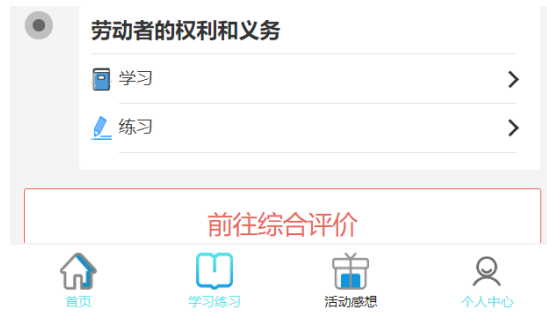 劳动者的权利和义务
学习
练习
前往综合评价
首页 学习练习 活动感想 个人中心